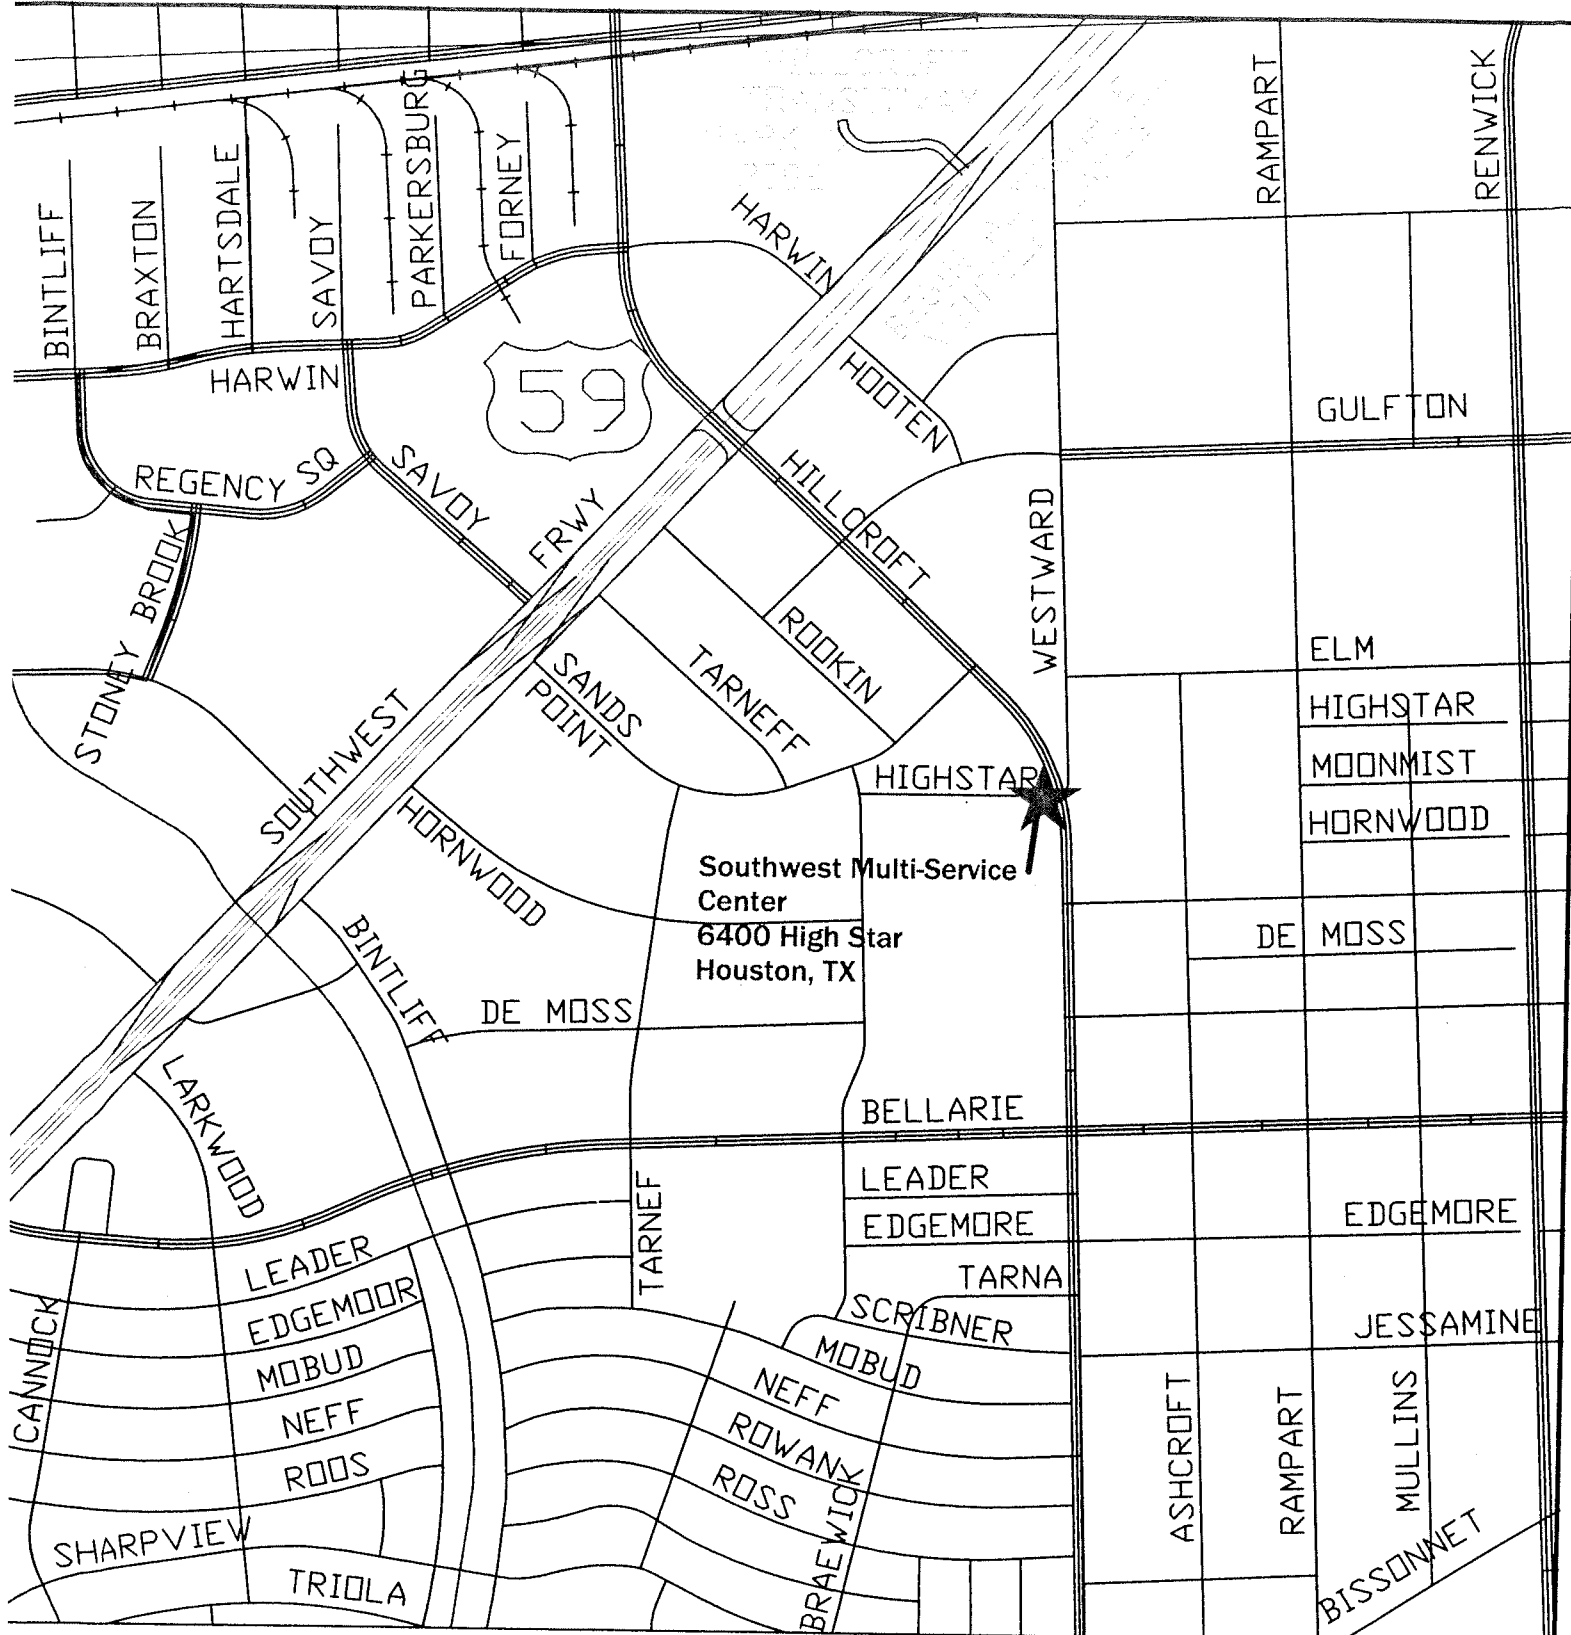 RAMPART
RENWICK
BINTLIFF
BRAXTON
HARTSDALE
SAVOY
PARKERSBURG
FORNEY
HARWIN
HARWIN
59
HOOTEN
GULFTON
REGENCY SQ
SAVOY
HILLCROFT
FRWY
STONEY BROOK
WESTWARD
ROOKIN
TARNEFF
SANDS
POINT
ELM
HIGHSTAR
MOONMIST
HORNWOOD
SOUTHWEST
HIGHSTAR
HORNWOOD
Southwest Multi-Service
Center
6400 High Star
Houston, TX
BINTLIFF
DE MOSS
DE MOSS
LARKWOOD
BELLARIE
LEADER
EDGEMORE
EDGEMORE
TARNEF
TARNA
LEADER
EDGEMOOR
SCRIBNER
JESSAMINE
CANNOCK
MOBUD
MOBUD
NEFF
NEFF
ROWANK
ROOS
ROSS
BRAEWICK
ASHCROFT
RAMPART
MULLINS
SHARPVIEW
TRIOLA
BISSONNET